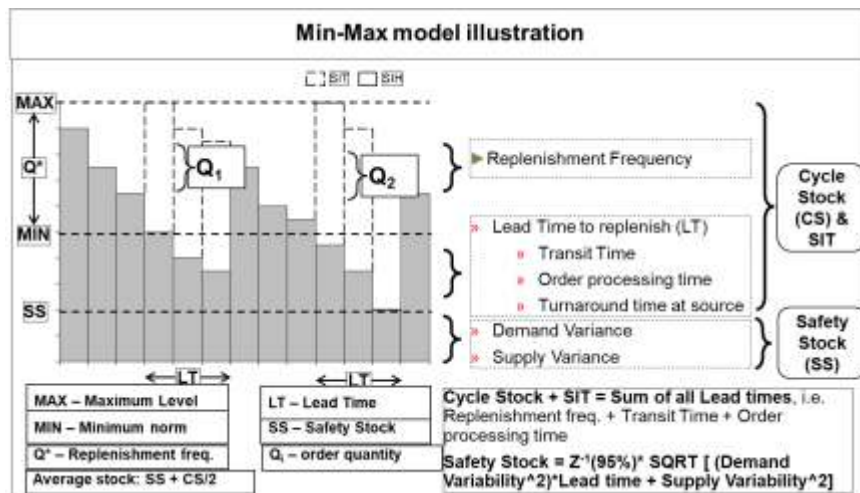 Min-Max model illustration
SIT
SIH
MAX
Q*
MIN
SS
Q1
Q2
LT
LT
Replenishment Frequency
Lead Time to replenish (LT)
Transit Time
Order processing time
Turnaround time at source
Demand Variance
Supply Variance
Cycle
Stock
(CS) &
SIT
Safety
Stock
(SS)
MAX – Maximum Level
MIN – Minimum norm
Q* – Replenishment freq.
Average stock: SS + CS/2
LT – Lead Time
SS – Safety Stock
Qi – order quantity
Cycle Stock + SIT = Sum of all Lead times, i.e.
Replenishment freq. + Transit Time + Order
processing time
Safety Stock = Z-1(95%)* SQRT [ (Demand
Variability^2)*Lead time + Supply Variability^2]